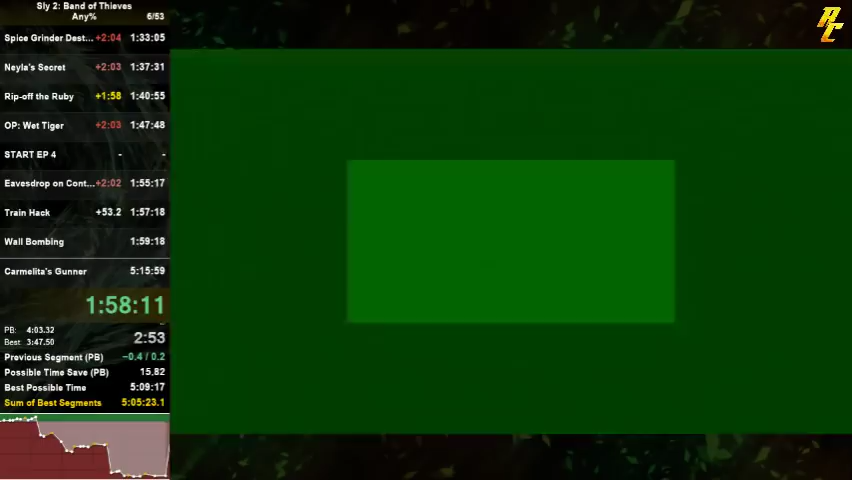 Sly 2: Band of Thieves
Any% 6/53
Spice Grinder Dest... +2:04 1:33:05
Neyla's Secret +2:03 1:37:31
Rip-off the Ruby +1:58 1:40:55
OP: Wet Tiger +2:03 1:47:48
START EP 4 - -
Eavesdrop on Cont... +2:02 1:55:17
Train Hack +53.2 1:57:18
Wall Bombing 1:59:18
Carmelita's Gunner 5:15:59
1:58:11
PB: 4:03.32
Best 3:47.50
2:53
Previous Segment (PB) −0.4 / 0.2
Possible Time Save (PB) 15.82
Best Possible Time 5:09:17
Sum of Best Segments 5:05:23.1